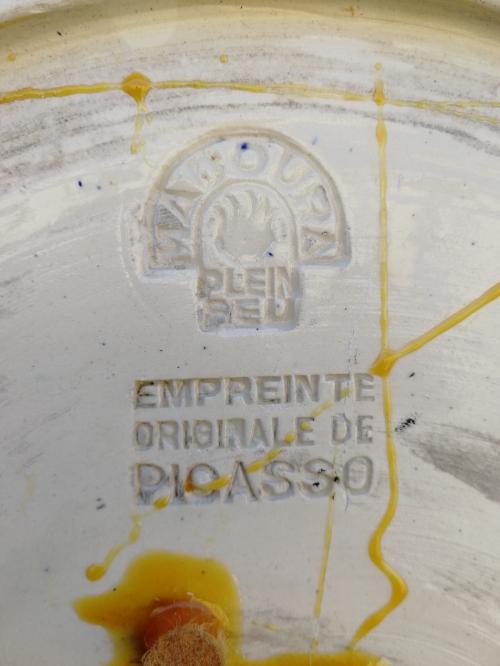 MADOURA
PLEIN
FEU
EMPREINTE
ORIGINALE DE
PICASSO